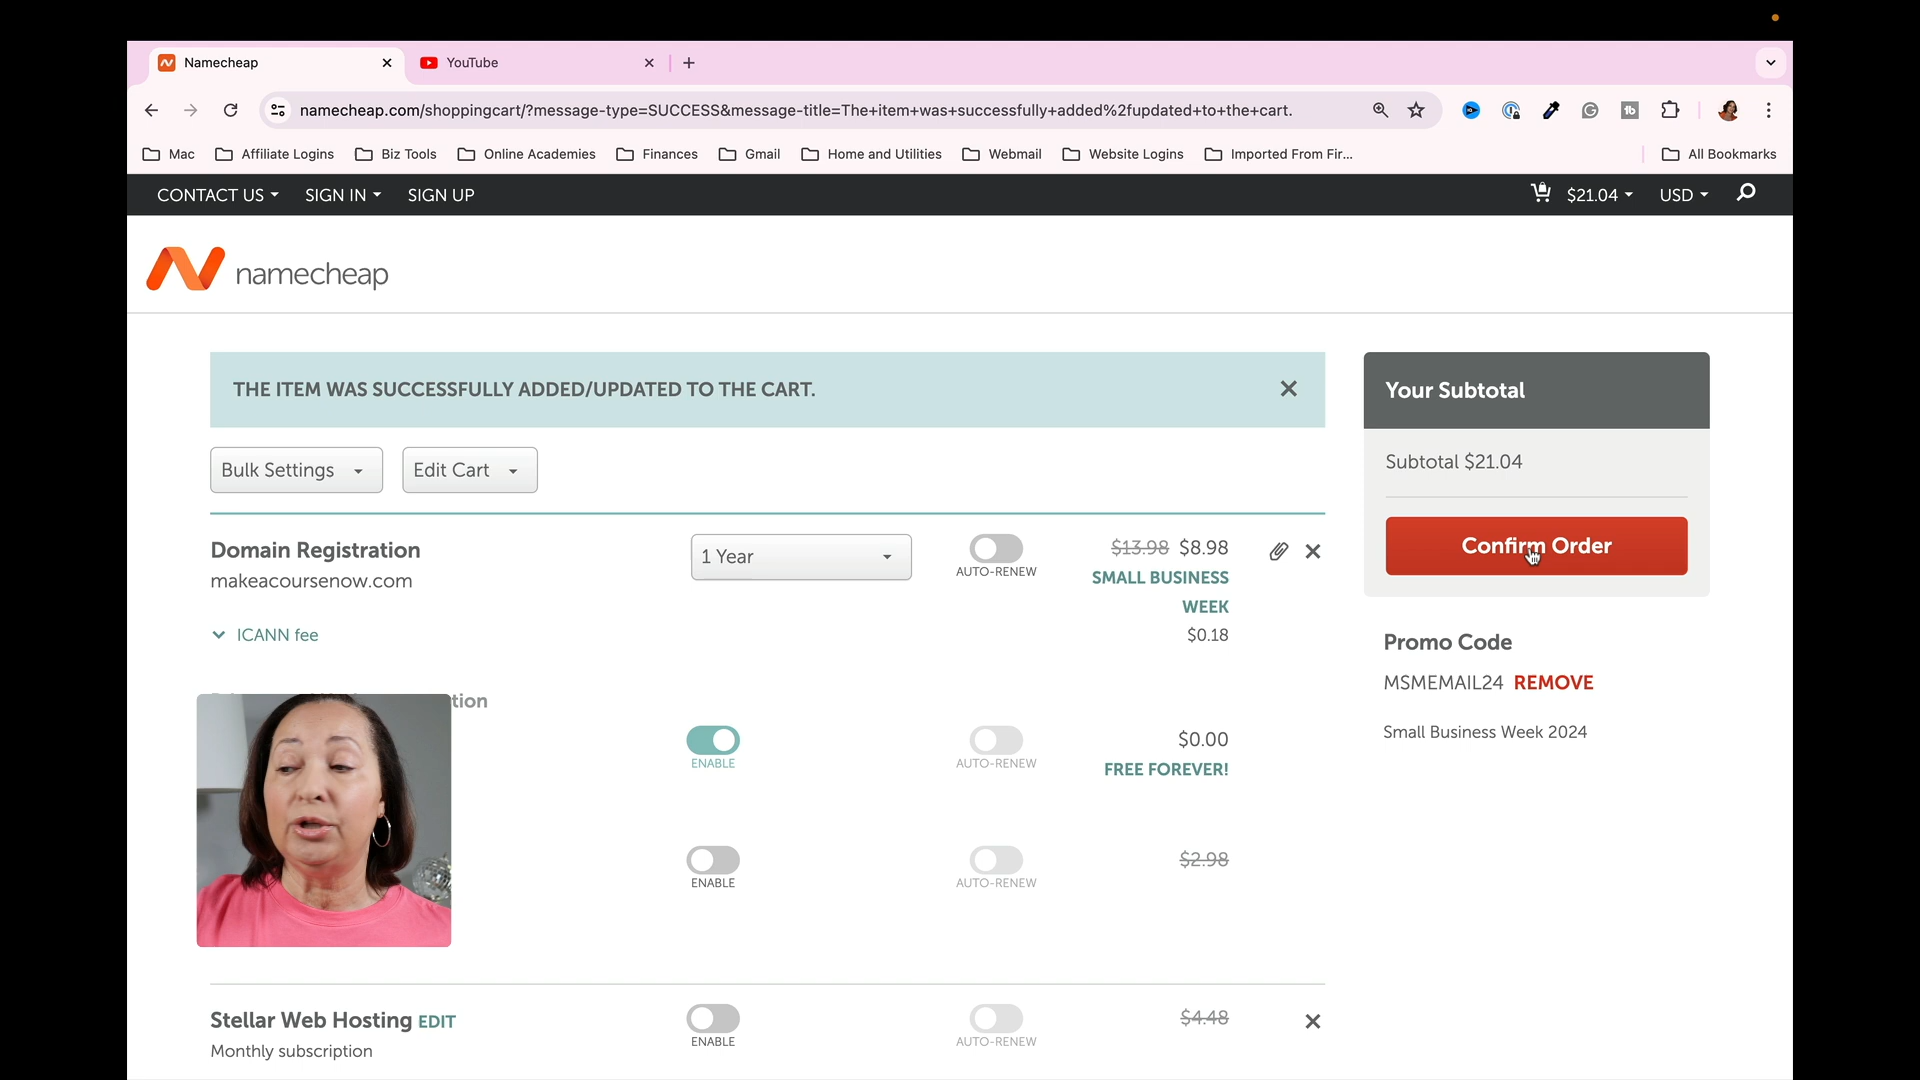 Namecheap
YouTube
namecheap.com/shoppingcart/?message-type=SUCCESS&message-title=The+item+was+successfully+added%2fupdated+to+the+cart.
Mac
Affiliate Logins
Biz Tools
Online Academies
Finances
Gmail
Home and Utilities
Webmail
Website Logins
Imported From Fir...
All Bookmarks
CONTACT US
SIGN IN
SIGN UP
$21.04
USD
namecheap
THE ITEM WAS SUCCESSFULLY ADDED/UPDATED TO THE CART.
Your Subtotal
Subtotal $21.04
Confirm Order
Bulk Settings
Edit Cart
Domain Registration
makeacoursenow.com
1 Year
AUTO-RENEW
$13.98 $8.98
SMALL BUSINESS
WEEK
ICANN fee
$0.18
Promo Code
MSMEMAIL24 REMOVE
Small Business Week 2024
tion
ENABLE
AUTO-RENEW
$0.00
FREE FOREVER!
ENABLE
AUTO-RENEW
$2.98
Stellar Web Hosting EDIT
Monthly subscription
ENABLE
AUTO-RENEW
$4.48